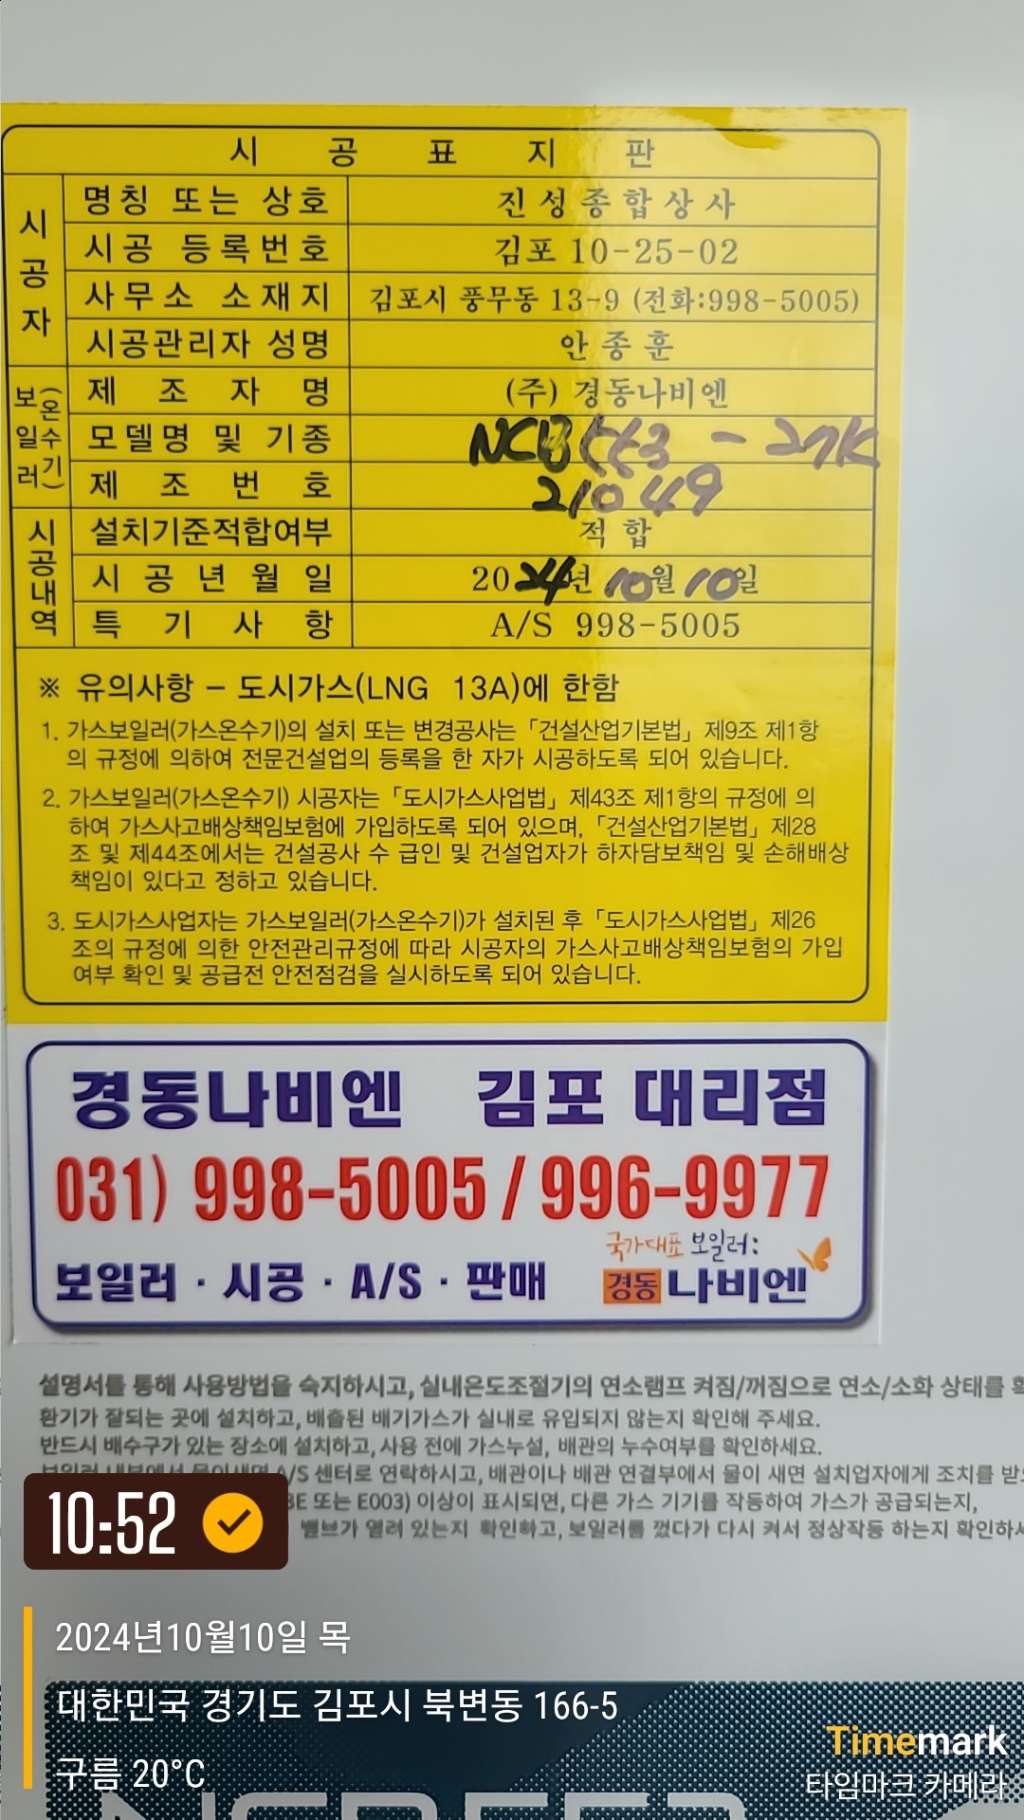 시 공 표 지 판
시공자
명칭 또는 상호 진성종합상사
시공 등록번호 김포 10-25-02
사무소 소재지 김포시 풍무동 13-9 (전화:998-5005)
시공관리자 성명 안 종 훈
보일러 (온수기)
제 조 자 명 (주) 경동나비엔
모델명 및 기종 - 27K
제 조 번 호 21049
시공내역
설치기준적합여부 적 합
시 공 년 월 일 2024년 10월 10일
특 기 사 항 A/S 998-5005
※ 유의사항 – 도시가스(LNG 13A)에 한함
1. 가스보일러(가스온수기)의 설치 또는 변경공사는 「건설산업기본법」 제9조 제1항
의 규정에 의하여 전문건설업의 등록을 한 자가 시공하도록 되어 있습니다.
2. 가스보일러(가스온수기) 시공자는 「도시가스사업법」 제43조 제1항의 규정에 의
하여 가스사고배상책임보험에 가입하도록 되어 있으며, 「건설산업기본법」 제28
조 및 제44조에서는 건설공사 수 급인 및 건설업자가 하자담보책임 및 손해배상
책임이 있다고 정하고 있습니다.
3. 도시가스사업자는 가스보일러(가스온수기)가 설치된 후 「도시가스사업법」 제26
조의 규정에 의한 안전관리규정에 따라 시공자의 가스사고배상책임보험의 가입
여부 확인 및 공급전 안전점검을 실시하도록 되어 있습니다.
경동나비엔 김포 대리점
031) 998-5005 / 996-9977
국가대표 보일러:
보일러 · 시공 · A/S · 판매 경동나비엔
설명서를 통해 사용방법을 숙지하시고, 실내온도조절기의 연소램프 켜짐/꺼짐으로 연소/소화 상태를
환기가 잘되는 곳에 설치하고, 배출된 배기가스가 실내로 유입되지 않는지 확인해 주세요.
반드시 배수구가 있는 장소에 설치하고, 사용 전에 가스누설, 배관의 누수여부를 확인하세요.
보일러 내부에서 물이 새면 A/S 센터로 연락하시고, 배관이나 배관 연결부에서 물이 새면 설치업자에게 조치를
또는 E003) 이상이 표시되면, 다른 가스 기기를 작동하여 가스가 공급되는지,
밸브가 열려 있는지 확인하고, 보일러를 껐다가 다시 켜서 정상작동 하는지
10:52
2024년10월10일 목
대한민국 경기도 김포시 북변동 166-5
구름 20°C
Timemark
타임마크 카메라